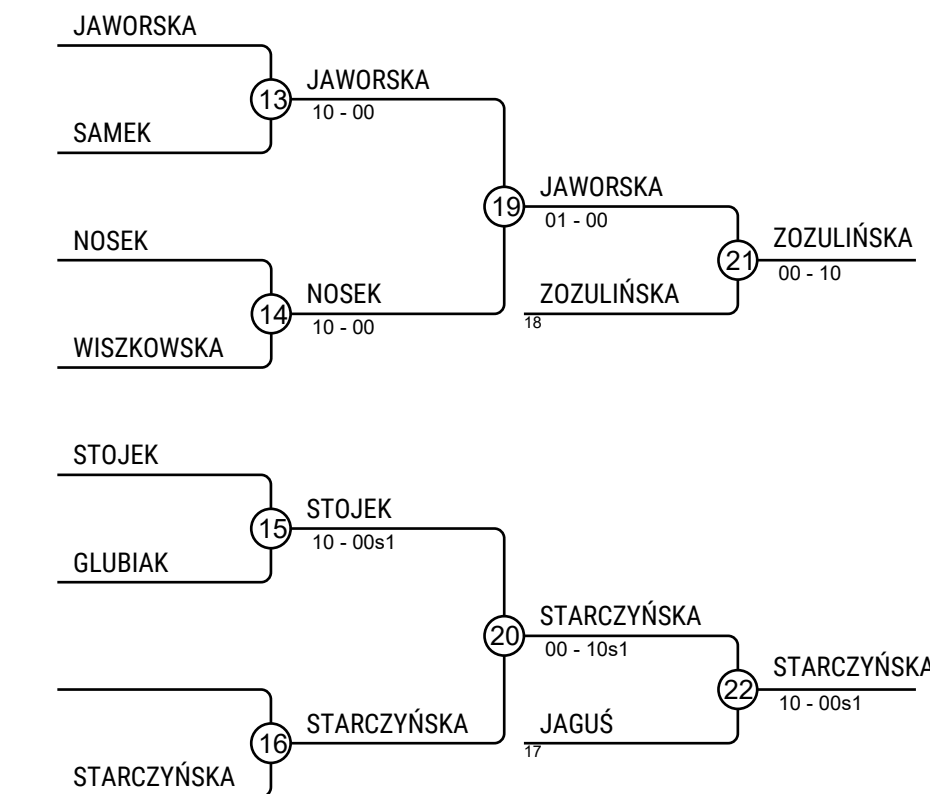 JAWORSKA
13
JAWORSKA
10 - 00
SAMEK
19
JAWORSKA
01 - 00
NOSEK
14
NOSEK
10 - 00
WISZKOWSKA
ZOZULIŃSKA
18
21
ZOZULIŃSKA
00 - 10
STOJEK
15
STOJEK
10 - 00s1
GLUBIAK
20
STARCZYŃSKA
00 - 10s1
16
STARCZYŃSKA
STARCZYŃSKA
JAGUŚ
17
22
STARCZYŃSKA
10 - 00s1